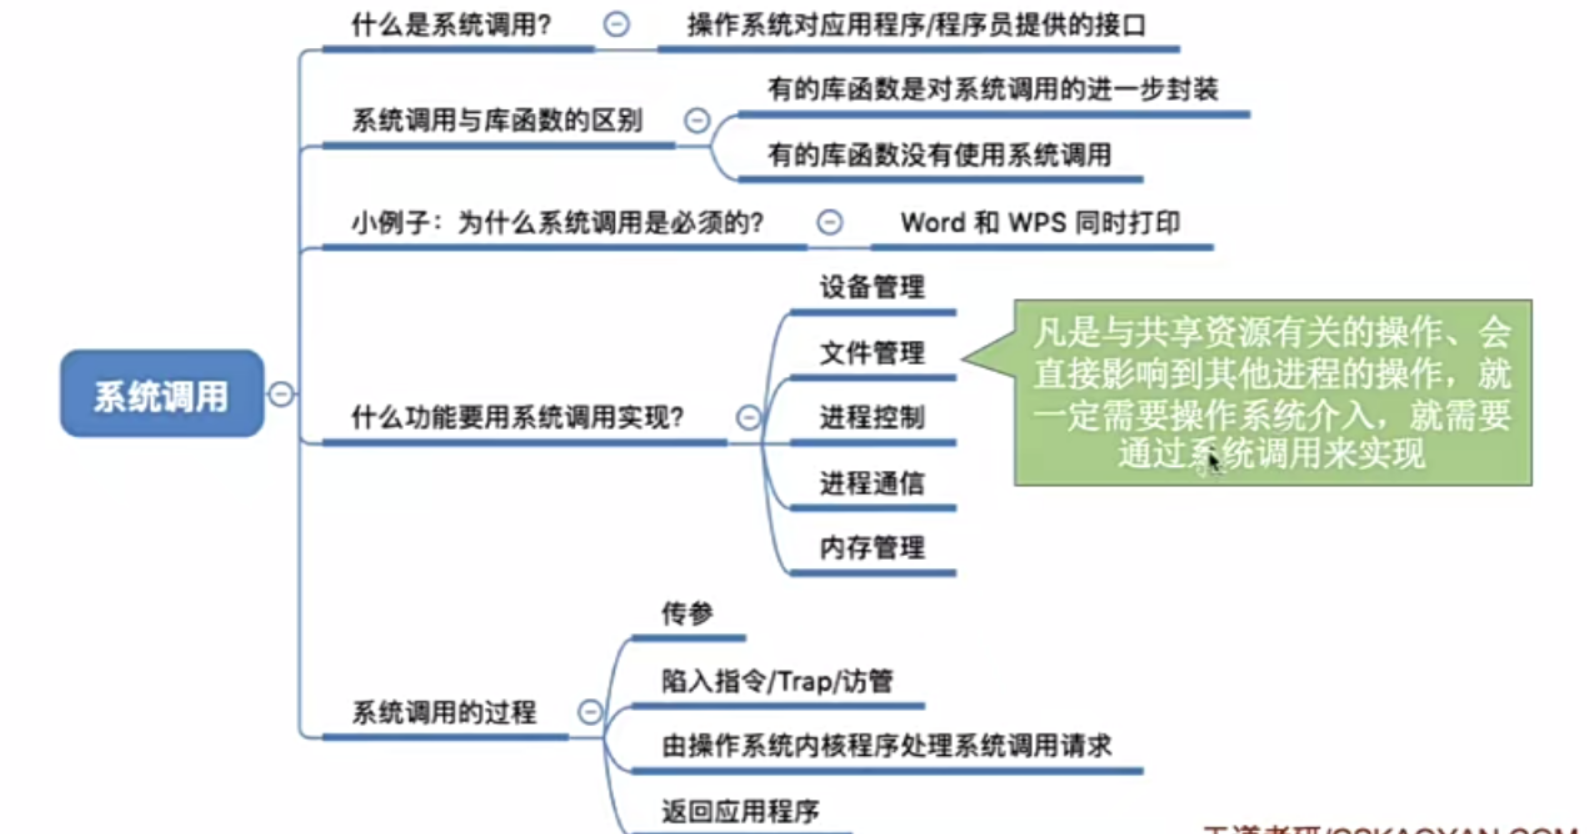 什么是系统调用?
操作系统对应用程序/程序员提供的接口
有的库函数是对系统调用的进一步封装
系统调用与库函数的区别
有的库函数没有使用系统调用
小例子：为什么系统调用是必须的?
Word 和 WPS 同时打印
系统调用
什么功能要用系统调用实现?
设备管理
文件管理
进程控制
进程通信
内存管理
凡是与共享资源有关的操作、会
直接影响到其他进程的操作，就
一定需要操作系统介入，就需要
通过系统调用来实现
系统调用的过程
传参
陷入指令/Trap/访管
由操作系统内核程序处理系统调用请求
返回应用程序